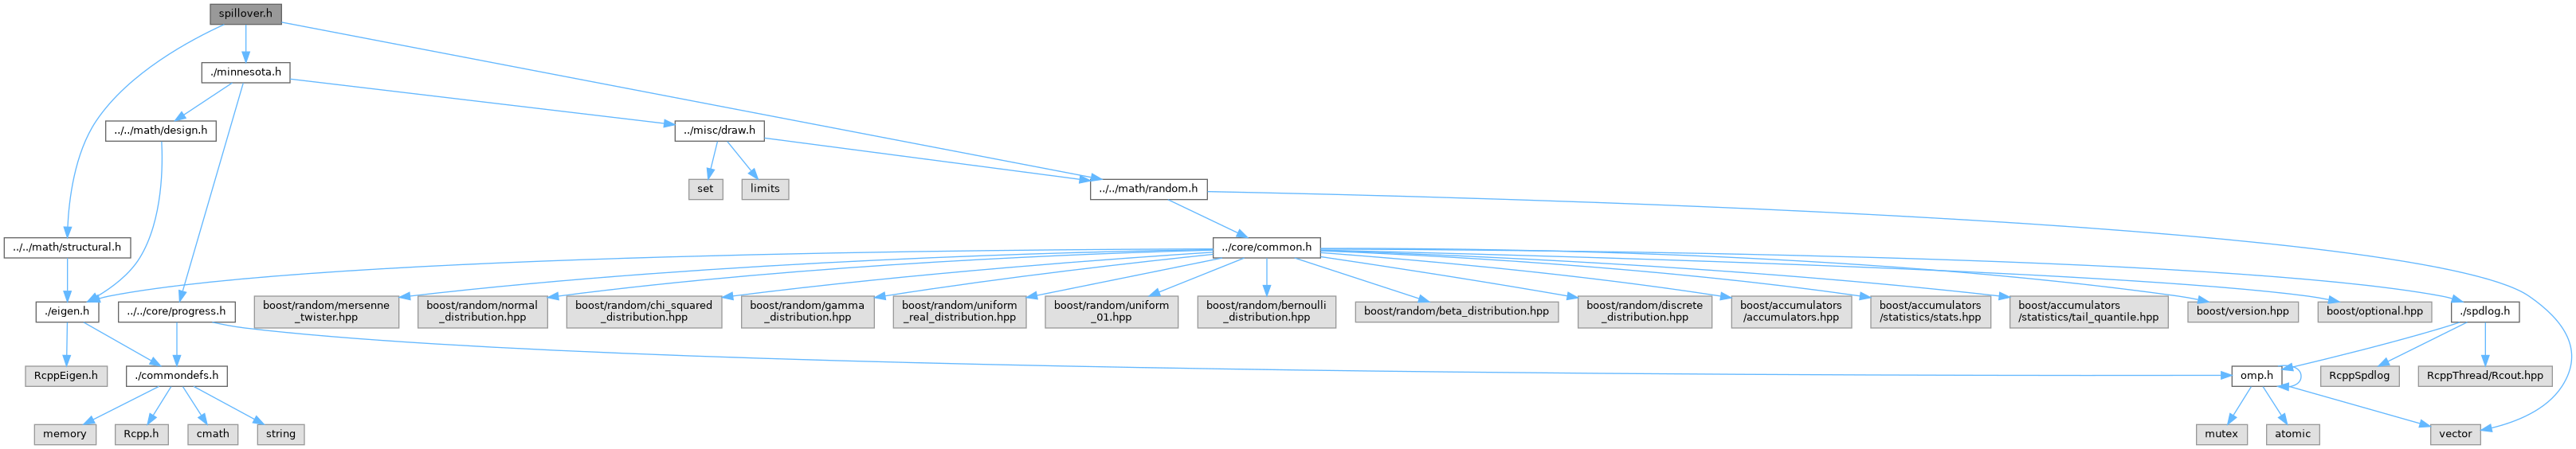 spillover.h
./minnesota.h
../../math/design.h
../misc/draw.h
set
limits
../../math/random.h
../../math/structural.h
../core/common.h
./eigen.h
../../core/progress.h
boost/random/mersenne
_twister.hpp
boost/random/normal
_distribution.hpp
boost/random/chi_squared
_distribution.hpp
boost/random/gamma
_distribution.hpp
boost/random/uniform
_real_distribution.hpp
boost/random/uniform
_01.hpp
boost/random/bernoulli
_distribution.hpp
boost/random/beta_distribution.hpp
boost/random/discrete
_distribution.hpp
boost/accumulators
/accumulators.hpp
boost/accumulators
/statistics/stats.hpp
boost/accumulators
/statistics/tail_quantile.hpp
boost/version.hpp
boost/optional.hpp
./spdlog.h
RcppEigen.h
./commondefs.h
omp.h
RcppSpdlog
RcppThread/Rcout.hpp
memory
Rcpp.h
cmath
string
mutex
atomic
vector